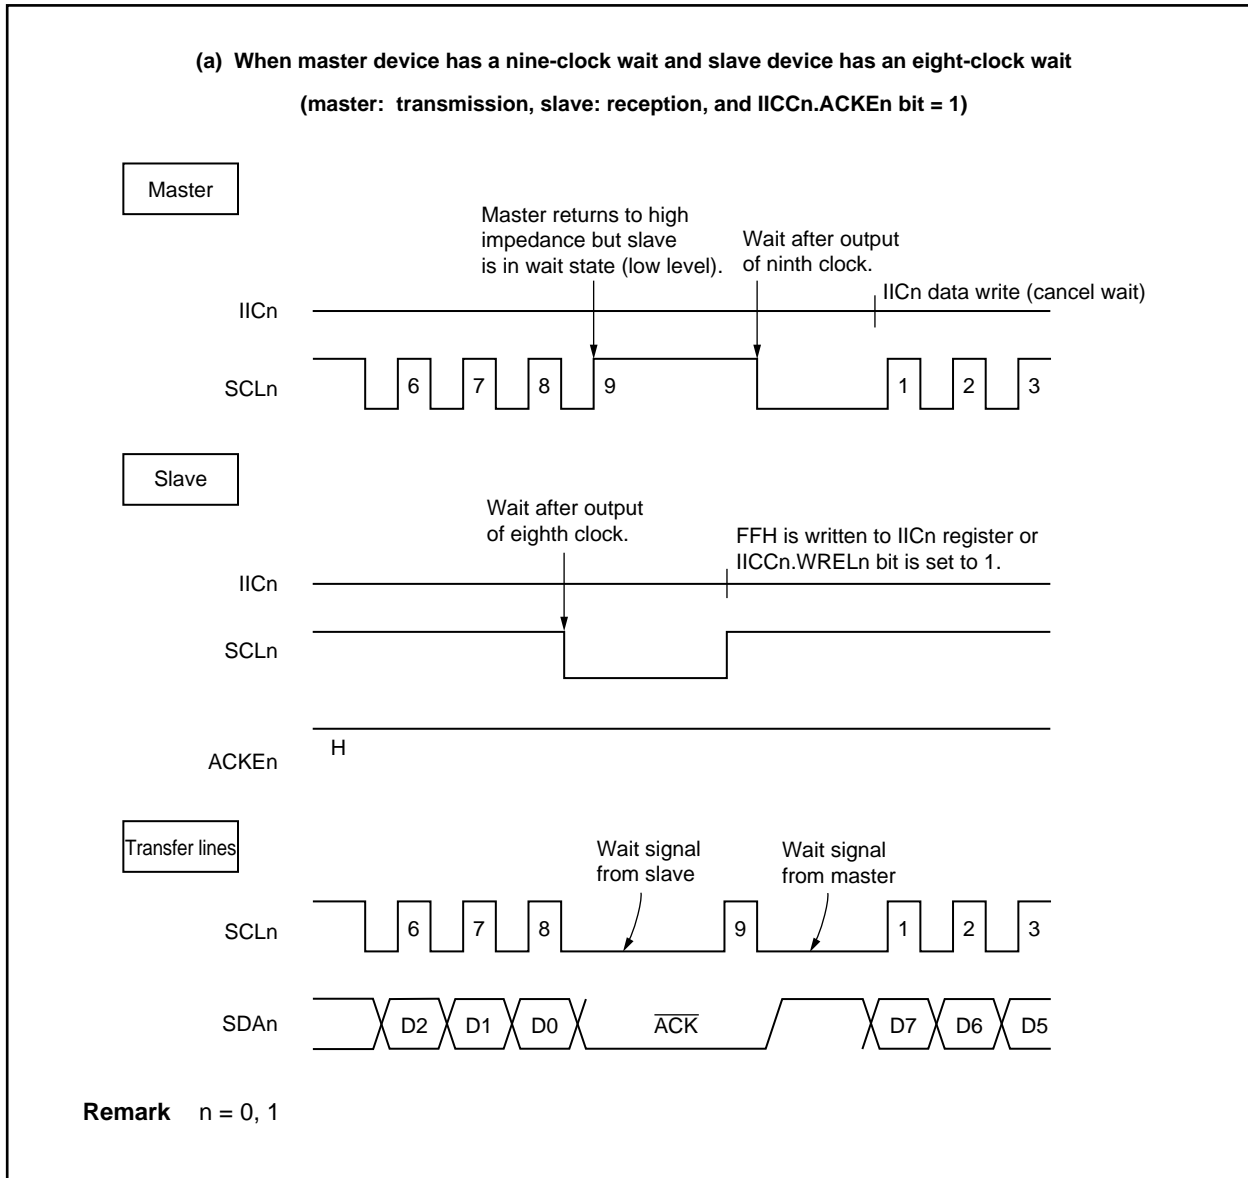 (a) When master device has a nine-clock wait and slave device has an eight-clock wait
(master: transmission, slave: reception, and IICCn.ACKEn bit = 1)
Master
Master returns to high
impedance but slave
is in wait state (low level).
Wait after output
of ninth clock.
IICn data write (cancel wait)
IICn
SCLn
6 7 8 9 1 2 3
Slave
Wait after output
of eighth clock.
FFH is written to IICn register or
IICCn.WRELn bit is set to 1.
IICn
SCLn
H
ACKEn
Transfer lines
Wait signal
from slave
Wait signal
from master
SCLn
6 7 8 9 1 2 3
SDAn
D2 D1 D0 A̅C̅K̅ D7 D6 D5
Remark n = 0, 1